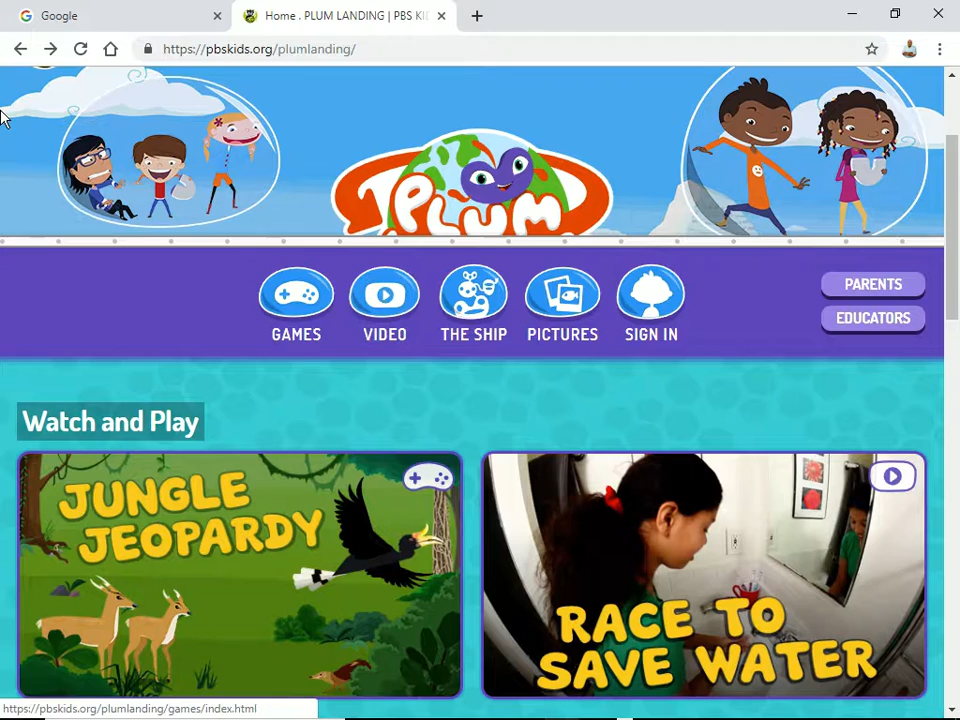 Google
Home . PLUM LANDING | PBS KI
https://pbskids.org/plumlanding/
PLUM
GAMES
VIDEO
THE SHIP
PICTURES
SIGN IN
PARENTS
EDUCATORS
Watch and Play
JUNGLE
JEOPARDY
RACE TO
SAVE WATER
https://pbskids.org/plumlanding/games/index.html